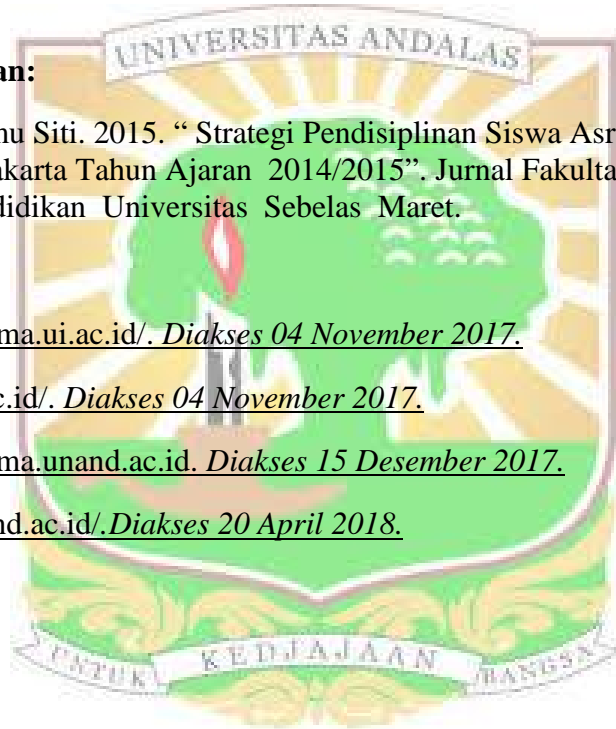 UNIVERSITAS ANDALAS
an:
nu Siti. 2015. “ Strategi Pendisiplinan Siswa Asr
akarta Tahun Ajaran 2014/2015”. Jurnal Fakulta
didikan Universitas Sebelas Maret.
ma.ui.ac.id/. Diakses 04 November 2017.
c.id/. Diakses 04 November 2017.
ma.unand.ac.id. Diakses 15 Desember 2017.
nd.ac.id/.Diakses 20 April 2018.
UNTUK KEDJAJAAN BANGSA